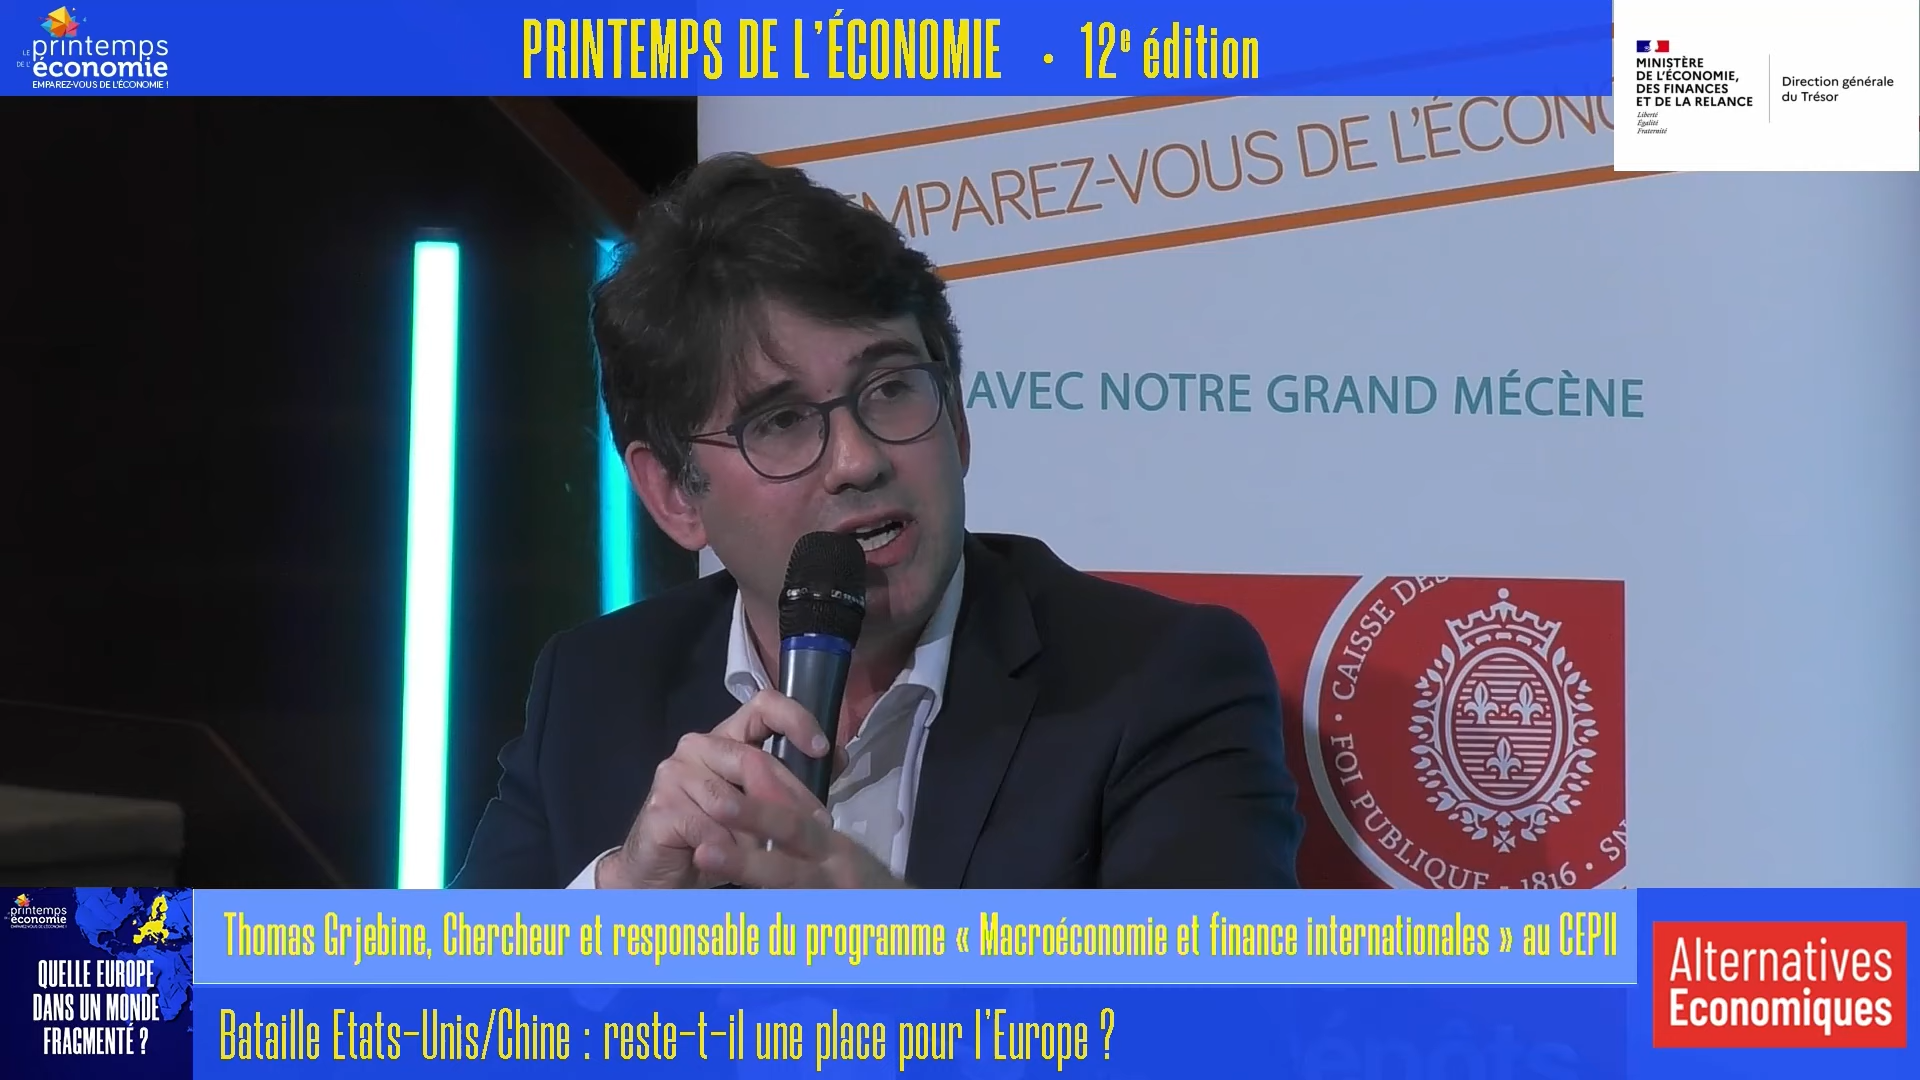 LE printemps
DE L' économie
EMPAREZ-VOUS DE L'ÉCONOMIE !
PRINTEMPS DE L'ÉCONOMIE • 12e édition
MINISTÈRE
DE L'ÉCONOMIE,
DES FINANCES
ET DE LA RELANCE
Liberté
Égalité
Fraternité
Direction générale
du Trésor
EMPAREZ-VOUS DE L'ÉCONO
AVEC NOTRE GRAND MÉCÈNE
CAISSE DES
FOI PUBLIQUE • 1816 •
printemps
économie
QUELLE EUROPE
DANS UN MONDE
FRAGMENTÉ ?
Thomas Grjebine, Chercheur et responsable du programme « Macroéconomie et finance internationales » au CEPII
Bataille Etats-Unis/Chine : reste-t-il une place pour l'Europe ?
Alternatives
Economiques